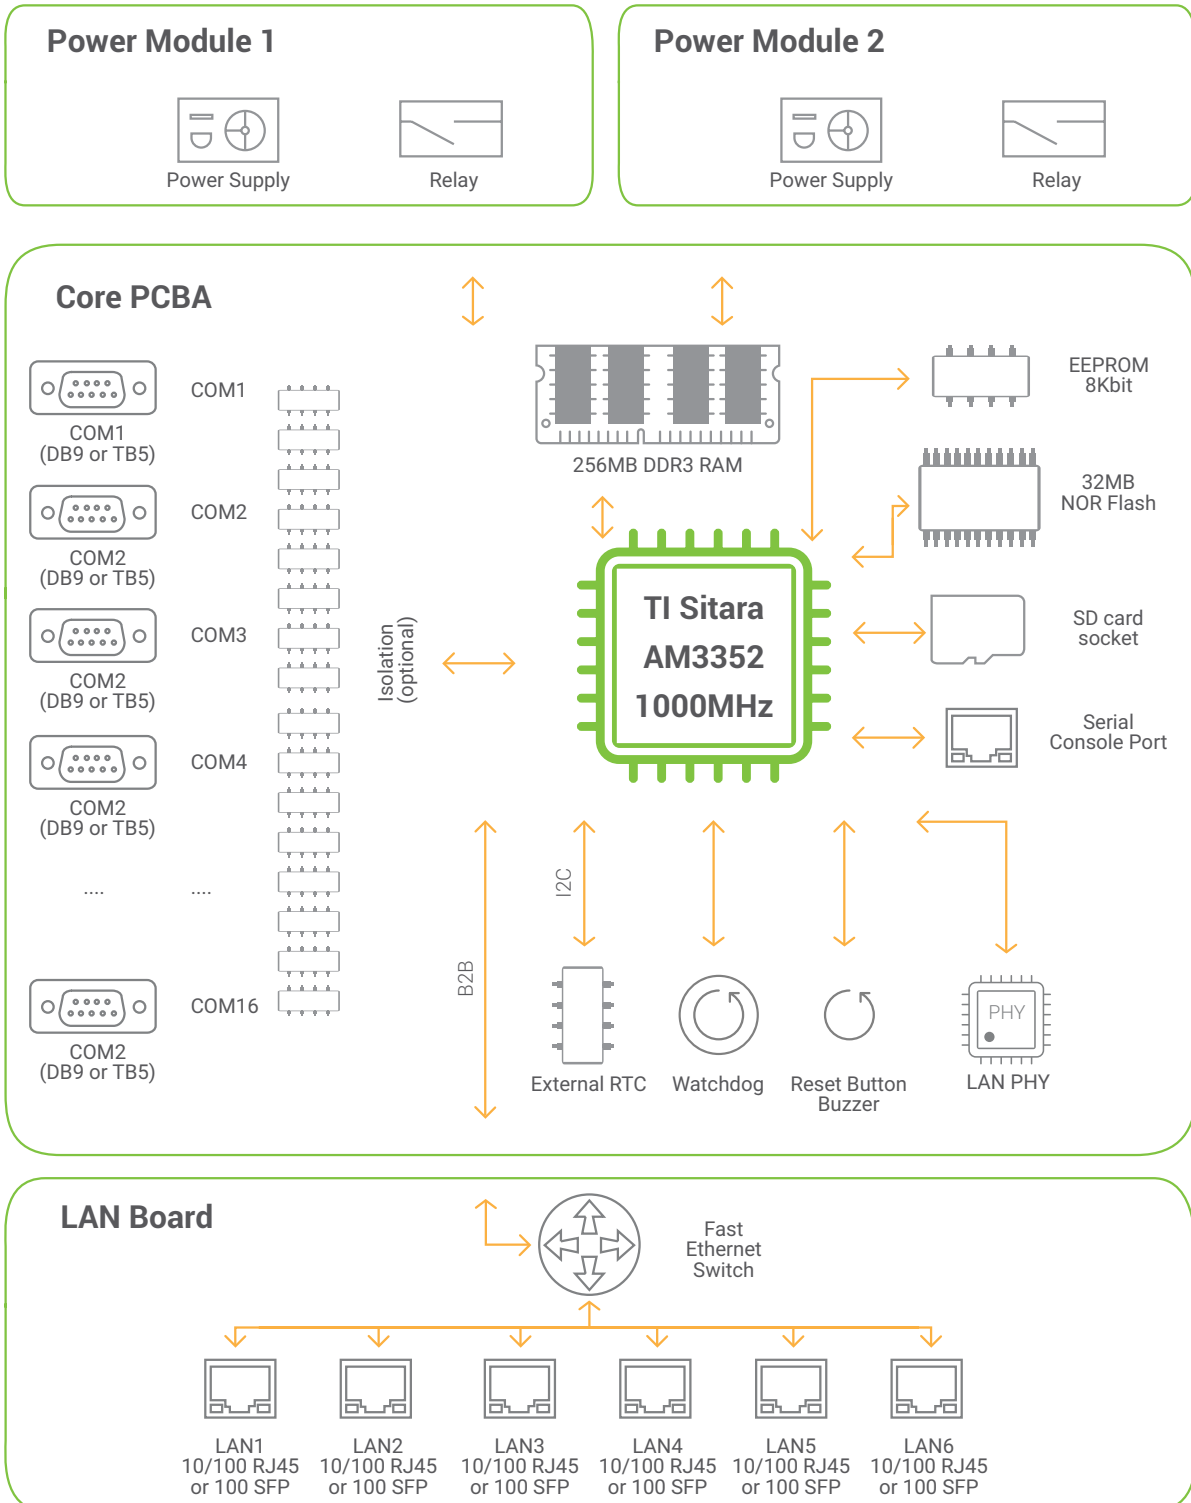 Power Module 1
Power Supply
Relay
Power Module 2
Power Supply
Relay
Core PCBA
COM1
(DB9 or TB5)
COM1
COM2
(DB9 or TB5)
COM2
COM2
(DB9 or TB5)
COM3
COM2
(DB9 or TB5)
COM4
....
....
COM2
(DB9 or TB5)
COM16
Isolation
(optional)
256MB DDR3 RAM
TI Sitara
AM3352
1000MHz
EEPROM
8Kbit
32MB
NOR Flash
SD card
socket
Serial
Console Port
B2B
I2C
External RTC
Watchdog
Reset Button
Buzzer
PHY
LAN PHY
LAN Board
Fast
Ethernet
Switch
LAN1
10/100 RJ45
or 100 SFP
LAN2
10/100 RJ45
or 100 SFP
LAN3
10/100 RJ45
or 100 SFP
LAN4
10/100 RJ45
or 100 SFP
LAN5
10/100 RJ45
or 100 SFP
LAN6
10/100 RJ45
or 100 SFP